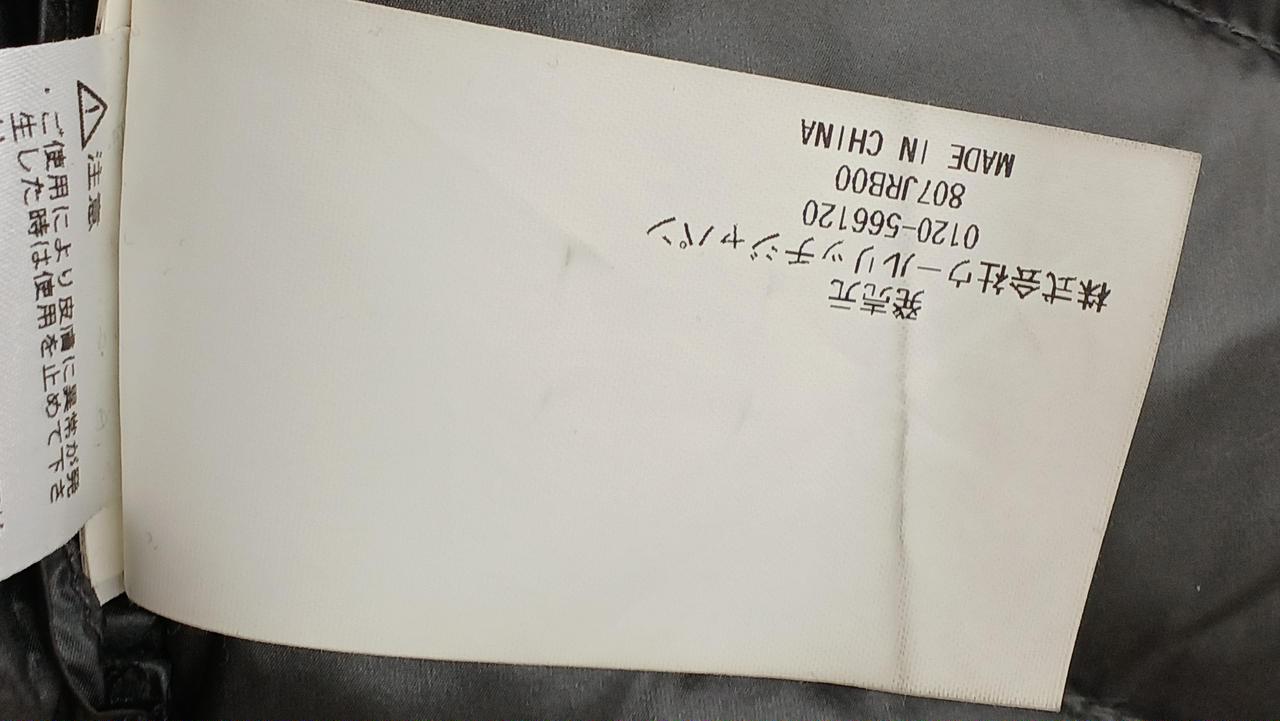 発売元
株式会社ウールリッチジャパン
0120-566120
807JRB00
MADE IN CHINA
注意
・ご使用により皮膚に異常が発
生した時は使用を止めて下さ